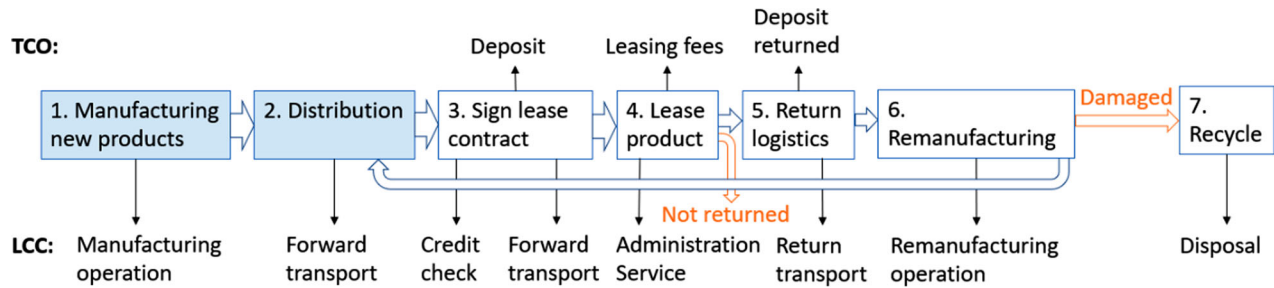 Deposit
returned
TCO:
Deposit
Leasing fees
1. Manufacturing
new products
2. Distribution
3. Sign lease
contract
4. Lease
product
5. Return
logistics
6.
Remanufacturing
Damaged
7.
Recycle
Not returned
LCC:
Manufacturing
operation
Forward
transport
Credit
check
Forward
transport
Administration
Service
Return
transport
Remanufacturing
operation
Disposal